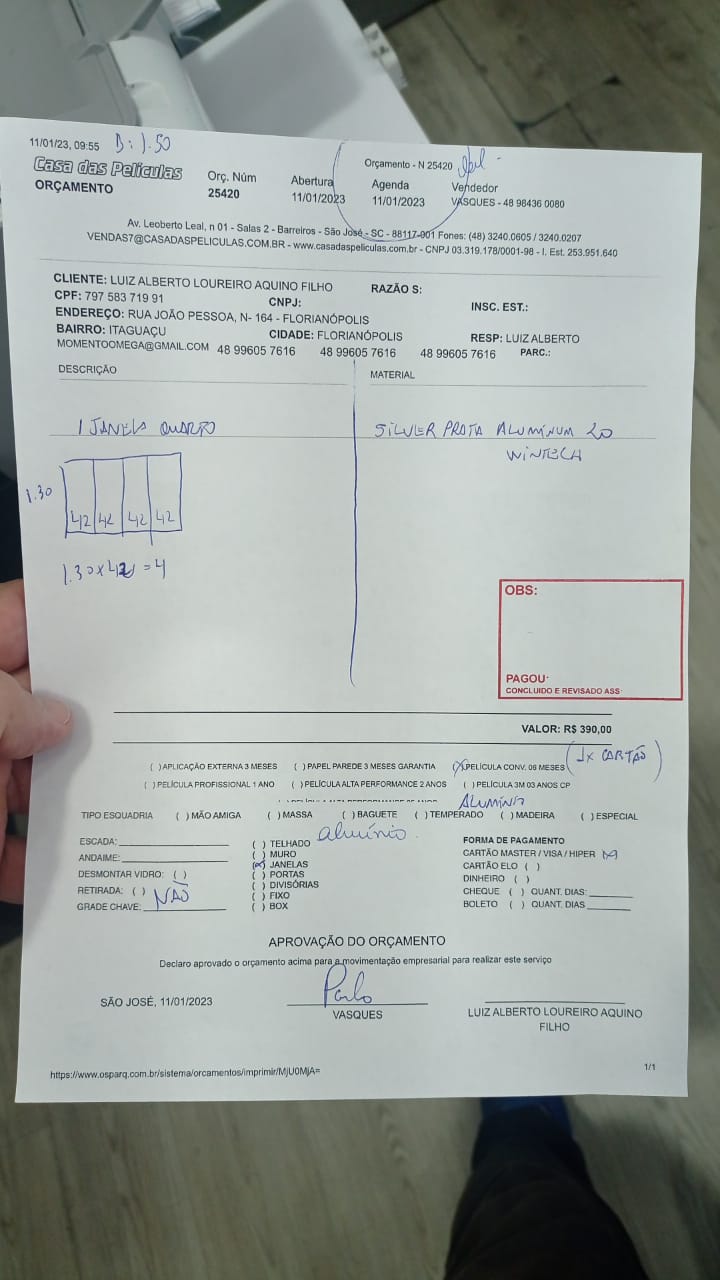 11/01/23, 09:55 B: 1.50
Orçamento - N 25420
Casa das Películas
ORÇAMENTO
Orç. Núm
25420
Abertura
11/01/2023
Agenda
11/01/2023
Vendedor
VASQUES - 48 98436 0080
Av. Leoberto Leal, n 01 - Salas 2 - Barreiros - São José - SC - 88117-001 Fones: (48) 3240.0605 / 3240.0207
VENDAS7@CASADASPELICULAS.COM.BR - www.casadaspeliculas.com.br - CNPJ 03.319.178/0001-98 - I. Est. 253.951.640
CLIENTE: LUIZ ALBERTO LOUREIRO AQUINO FILHO RAZÃO S:
CPF: 797 583 719 91 CNPJ: INSC. EST.:
ENDEREÇO: RUA JOÃO PESSOA, N- 164 - FLORIANÓPOLIS
BAIRRO: ITAGUAÇU CIDADE: FLORIANÓPOLIS RESP: LUIZ ALBERTO
MOMENTOOMEGA@GMAIL.COM 48 99605 7616 48 99605 7616 48 99605 7616 PARC.:
DESCRIÇÃO MATERIAL
1 JANELA QUARTO SILVER PRATA ALUMÍNUM 20
WINTECH
1.30
42 42 42 42
1.30x42 = 4
OBS:
PAGOU:
CONCLUIDO E REVISADO ASS:
VALOR: R$ 390,00
(1x CARTÃO)
( )APLICAÇÃO EXTERNA 3 MESES ( ) PAPEL PAREDE 3 MESES GARANTIA (X)PELÍCULA CONV. 06 MESES
( )PELÍCULA PROFISSIONAL 1 ANO ( )PELÍCULA ALTA PERFORMANCE 2 ANOS ( )PELÍCULA 3M 03 ANOS CP
ALUMÍNIO
TIPO ESQUADRIA ( )MÃO AMIGA ( )MASSA ( )BAGUETE ( )TEMPERADO ( )MADEIRA ( )ESPECIAL
alumínio
ESCADA:
ANDAIME:
DESMONTAR VIDRO: ( )
RETIRADA: ( ) NÃO
GRADE CHAVE:
( ) TELHADO
( ) MURO
(X) JANELAS
( ) PORTAS
( ) DIVISÓRIAS
( ) FIXO
( ) BOX
FORMA DE PAGAMENTO
CARTÃO MASTER / VISA / HIPER (X)
CARTÃO ELO ( )
DINHEIRO ( )
CHEQUE ( ) QUANT. DIAS:
BOLETO ( ) QUANT. DIAS
APROVAÇÃO DO ORÇAMENTO
Declaro aprovado o orçamento acima para a movimentação empresarial para realizar este serviço
SÃO JOSÉ, 11/01/2023
VASQUES
LUIZ ALBERTO LOUREIRO AQUINO
FILHO
https://www.osparq.com.br/sistema/orcamentos/imprimir/MjU0MjA= 1/1